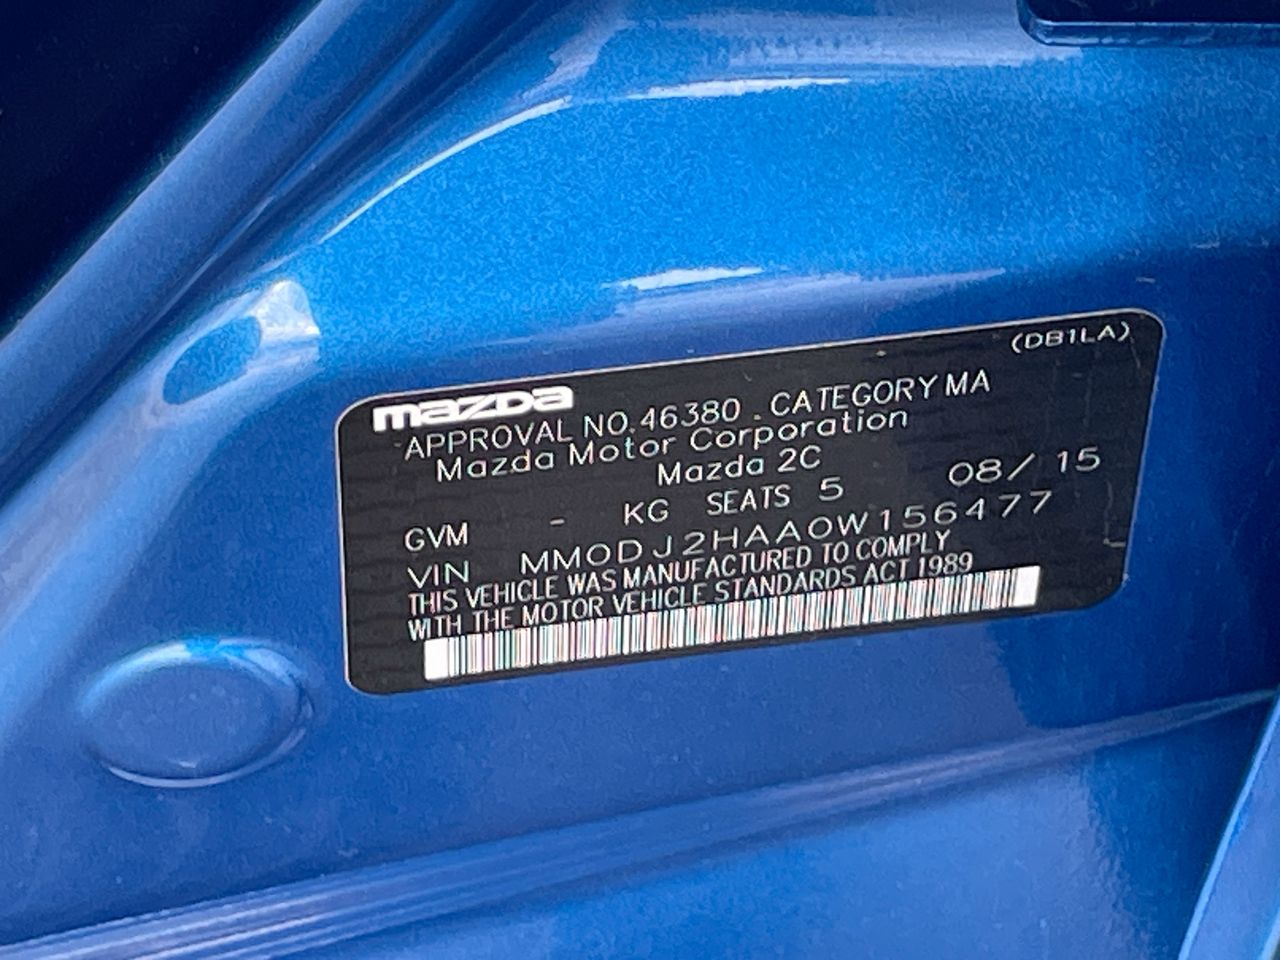 (DB1LA)
mazda
APPROVAL NO.46380 . CATEGORY MA
Mazda Motor Corporation
Mazda 2C
08/ 15
GVM - KG SEATS 5
VIN MM0DJ2HAA0W156477
THIS VEHICLE WAS MANUFACTURED TO COMPLY
WITH THE MOTOR VEHICLE STANDARDS ACT 1989